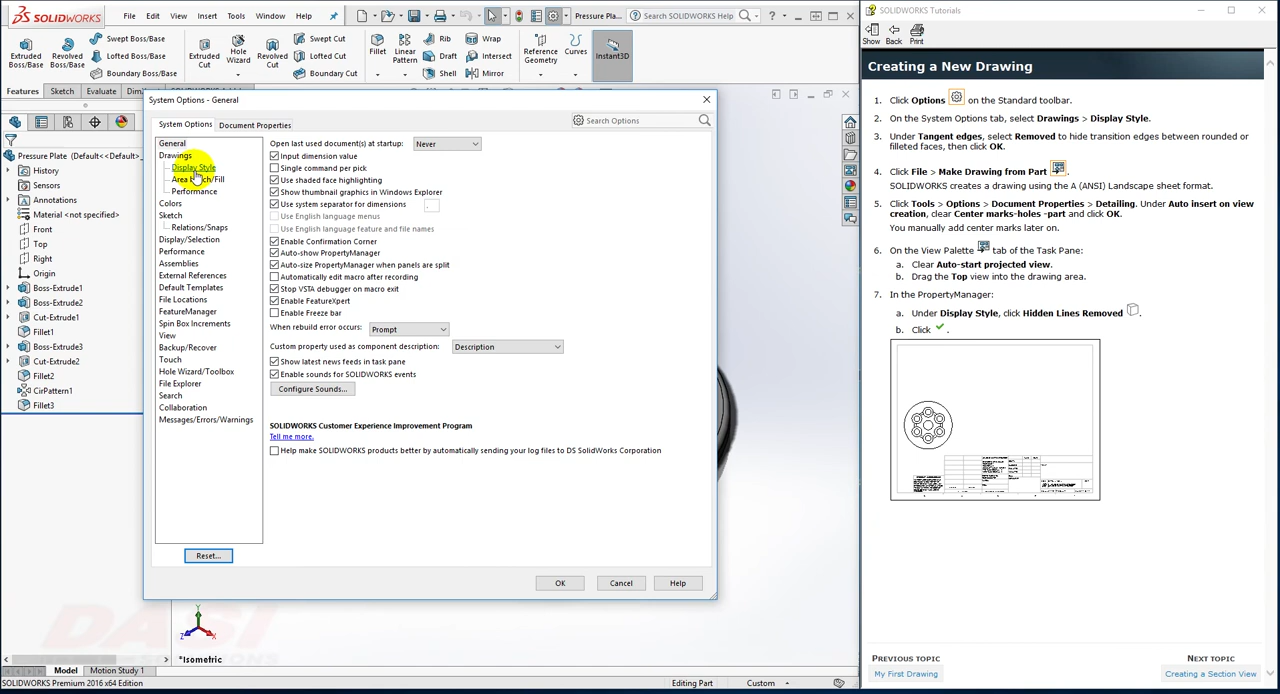 SOLIDWORKS File Edit View Insert Tools Window Help Pressure Pla... Search SOLIDWORKS Help
Extruded Boss/Base
Revolved Boss/Base
Swept Boss/Base
Lofted Boss/Base
Boundary Boss/Base
Extruded Cut
Hole Wizard
Revolved Cut
Swept Cut
Lofted Cut
Boundary Cut
Fillet
Linear Pattern
Rib
Draft
Shell
Wrap
Intersect
Mirror
Reference Geometry
Curves
Instant3D
Features Sketch Evaluate
Pressure Plate (Default<<Default>_
History
Sensors
Annotations
Material <not specified>
Front
Top
Right
Origin
Boss-Extrude1
Boss-Extrude2
Cut-Extrude1
Fillet1
Boss-Extrude3
Cut-Extrude2
Fillet2
CirPattern1
Fillet3
System Options - General
System Options Document Properties
Search Options
General
Drawings
Display Style
Area Hatch/Fill
Performance
Colors
Sketch
Relations/Snaps
Display/Selection
Performance
Assemblies
External References
Default Templates
File Locations
FeatureManager
Spin Box Increments
View
Backup/Recover
Touch
Hole Wizard/Toolbox
File Explorer
Search
Collaboration
Messages/Errors/Warnings
Reset...
Open last used document(s) at startup: Never
Input dimension value
Single command per pick
Use shaded face highlighting
Show thumbnail graphics in Windows Explorer
Use system separator for dimensions .
Use English language menus
Use English language feature and file names
Enable Confirmation Corner
Auto-show PropertyManager
Auto-size PropertyManager when panels are split
Automatically edit macro after recording
Stop VSTA debugger on macro exit
Enable FeatureXpert
Enable Freeze bar
When rebuild error occurs: Prompt
Custom property used as component description: Description
Show latest news feeds in task pane
Enable sounds for SOLIDWORKS events
Configure Sounds...
SOLIDWORKS Customer Experience Improvement Program
Tell me more.
Help make SOLIDWORKS products better by automatically sending your log files to DS SolidWorks Corporation
OK Cancel Help
DASI
SOLUTIONS
Y
Z X
*Isometric
Model Motion Study 1
SOLIDWORKS Premium 2016 x64 Edition Editing Part Custom
SOLIDWORKS Tutorials
Show Back Print
Creating a New Drawing
1. Click Options on the Standard toolbar.
2. On the System Options tab, select Drawings > Display Style.
3. Under Tangent edges, select Removed to hide transition edges between rounded or
filleted faces, then click OK.
4. Click File > Make Drawing from Part .
SOLIDWORKS creates a drawing using the A (ANSI) Landscape sheet format.
5. Click Tools > Options > Document Properties > Detailing. Under Auto insert on view
creation, clear Center marks-holes -part and click OK.
You manually add center marks later on.
6. On the View Palette tab of the Task Pane:
a. Clear Auto-start projected view.
b. Drag the Top view into the drawing area.
7. In the PropertyManager:
a. Under Display Style, click Hidden Lines Removed .
b. Click .
PREVIOUS TOPIC NEXT TOPIC
My First Drawing Creating a Section View